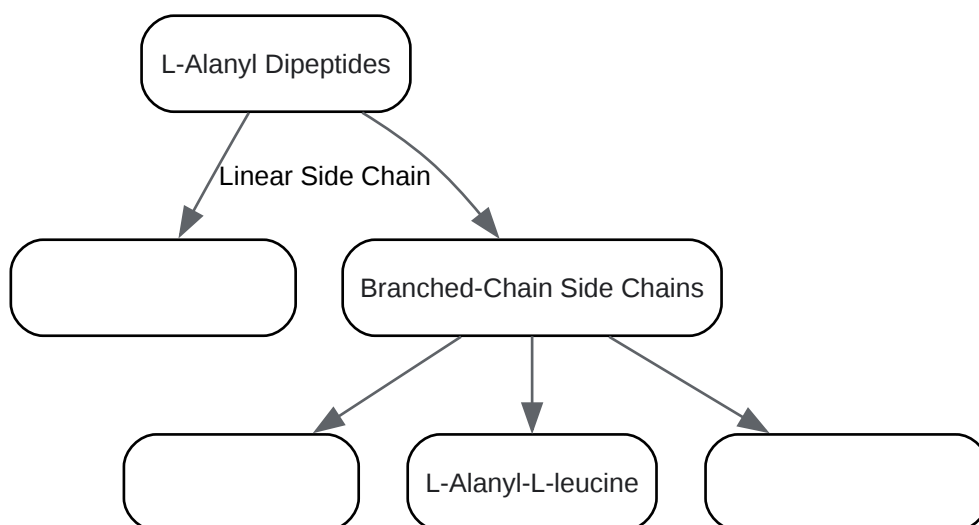 L-Alanyl Dipeptides
Linear Side Chain
Branched-Chain Side Chains
L-Alanyl-L-leucine